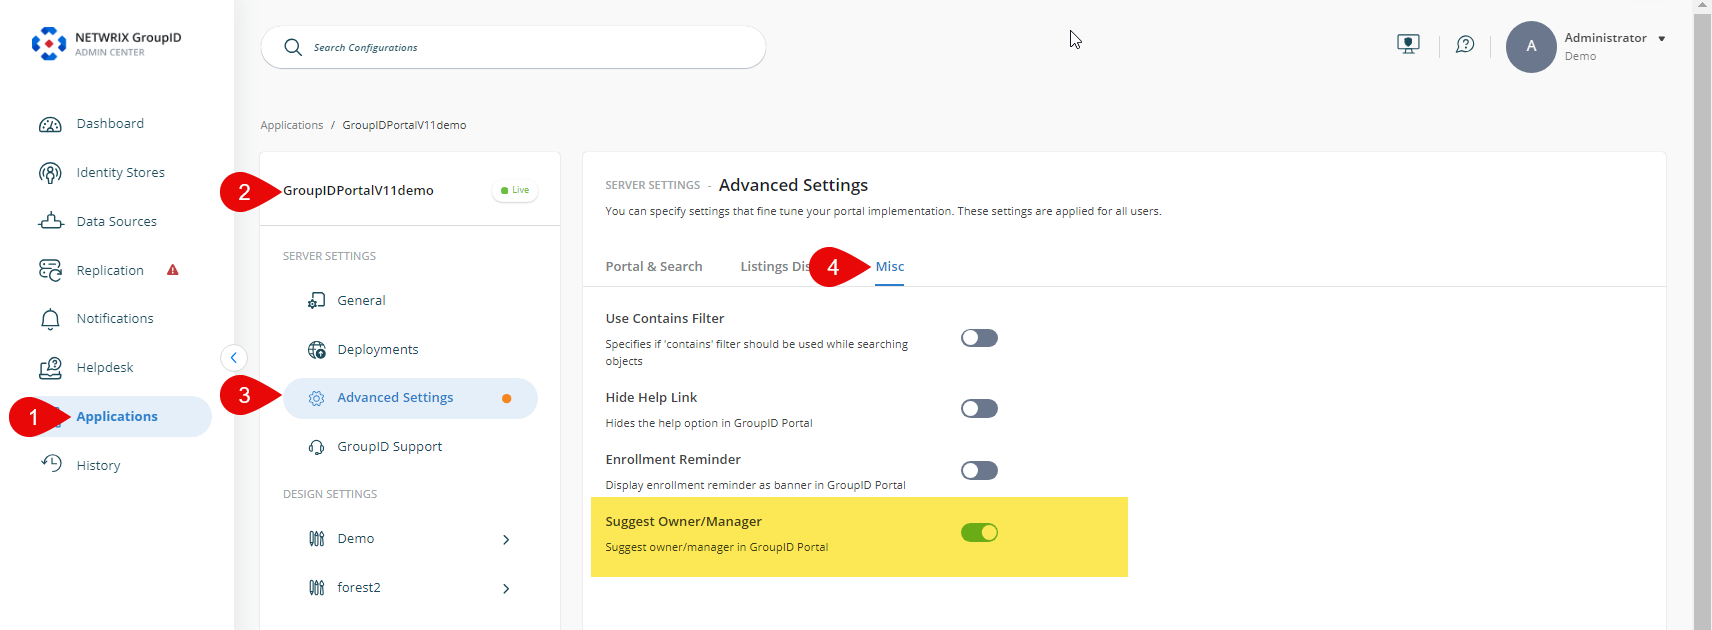 NETWRIX GroupID
ADMIN CENTER
Search Configurations
A
Administrator
Demo
Dashboard
Identity Stores
Data Sources
Replication
Notifications
Helpdesk
1
Applications
History
Applications / GroupIDPortalV11demo
2
GroupIDPortalV11demo
Live
SERVER SETTINGS
General
Deployments
3
Advanced Settings
GroupID Support
DESIGN SETTINGS
Demo
forest2
SERVER SETTINGS - Advanced Settings
You can specify settings that fine tune your portal implementation. These settings are applied for all users.
Portal & Search
Listings Dis
4
Misc
Use Contains Filter
Specifies if 'contains' filter should be used while searching
objects
Hide Help Link
Hides the help option in GroupID Portal
Enrollment Reminder
Display enrollment reminder as banner in GroupID Portal
Suggest Owner/Manager
Suggest owner/manager in GroupID Portal